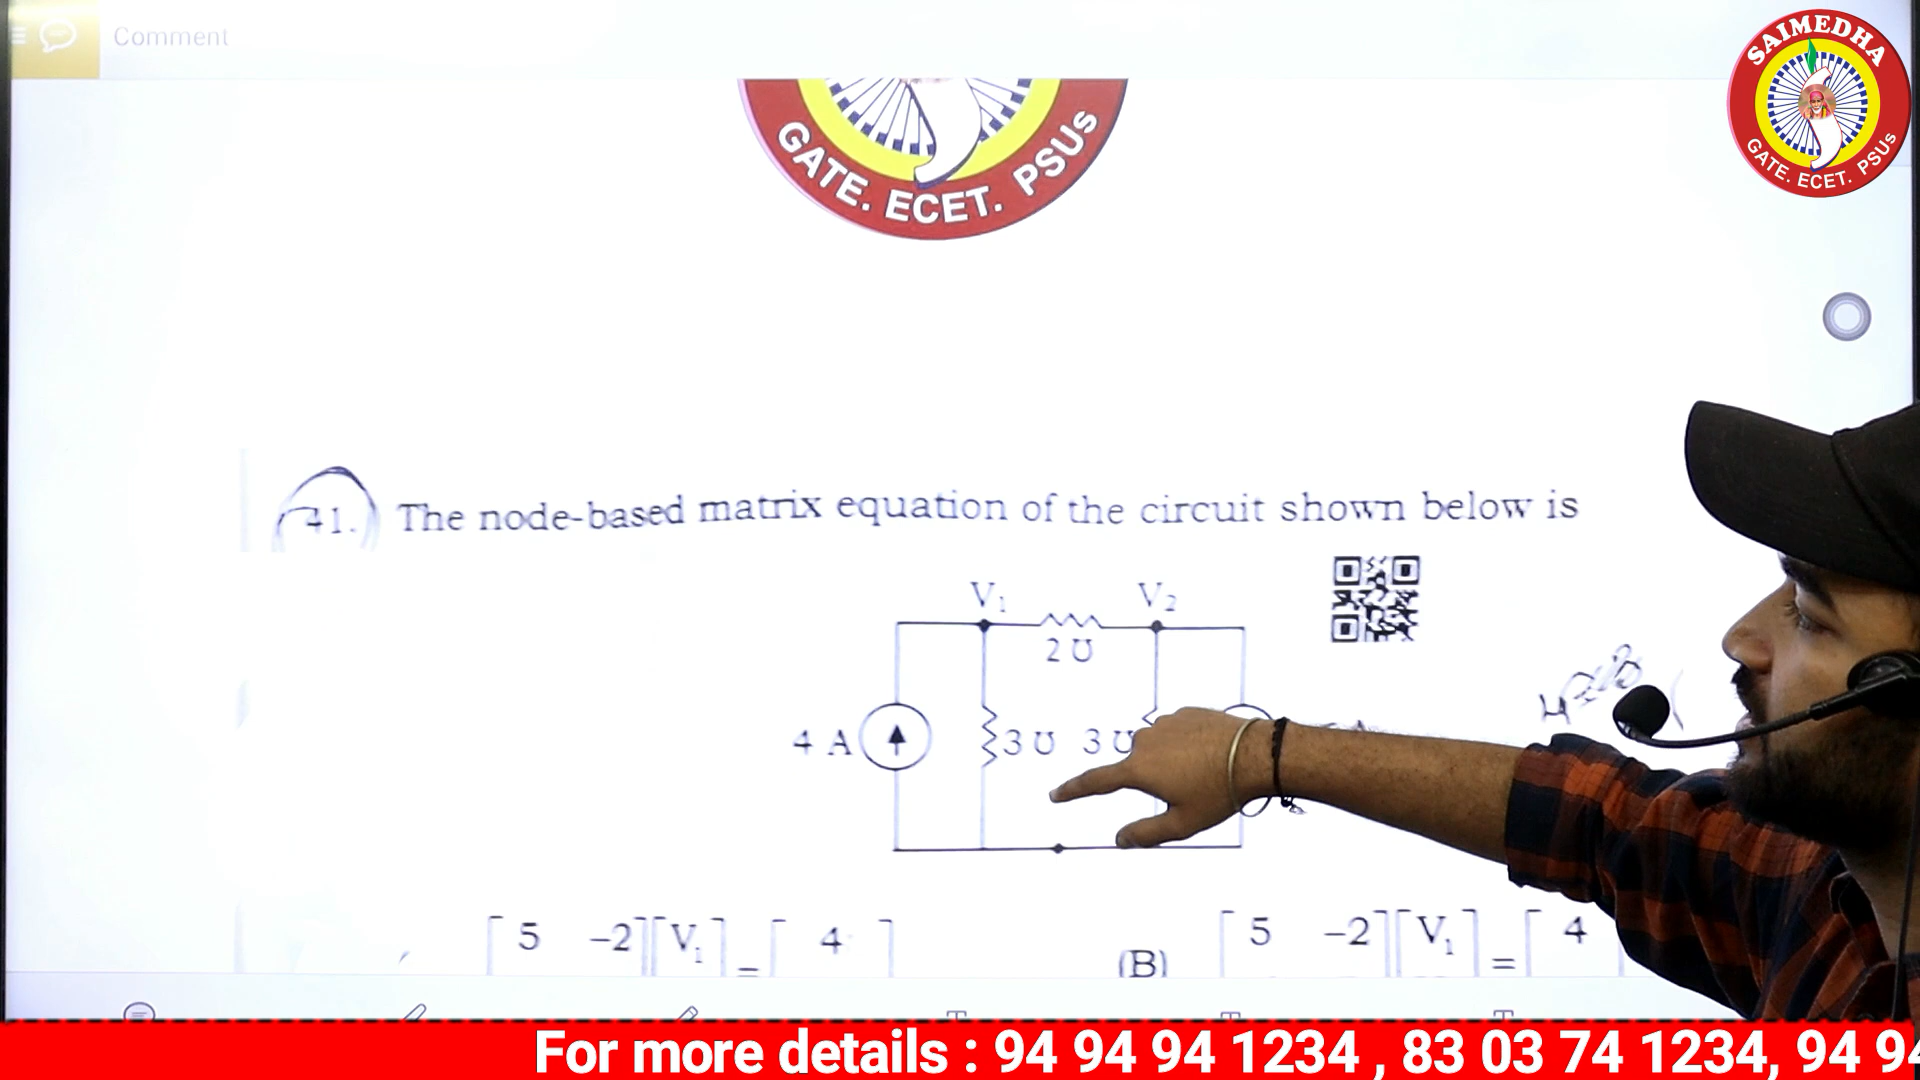 Comment
GATE. ECET. PSUs
SAIMEDHA
GATE. ECET. PSUs
The node-based matrix equation of the circuit shown below is
V₁ V₂
2 ℧
4 A 3 ℧ 3 ℧
[ 5 −2 ] [ V₁ ] = [ 4 ]
(B) [ 5 −2 ] [ V₁ ] = [ 4
For more details : 94 94 94 1234 , 83 03 74 1234, 94 94